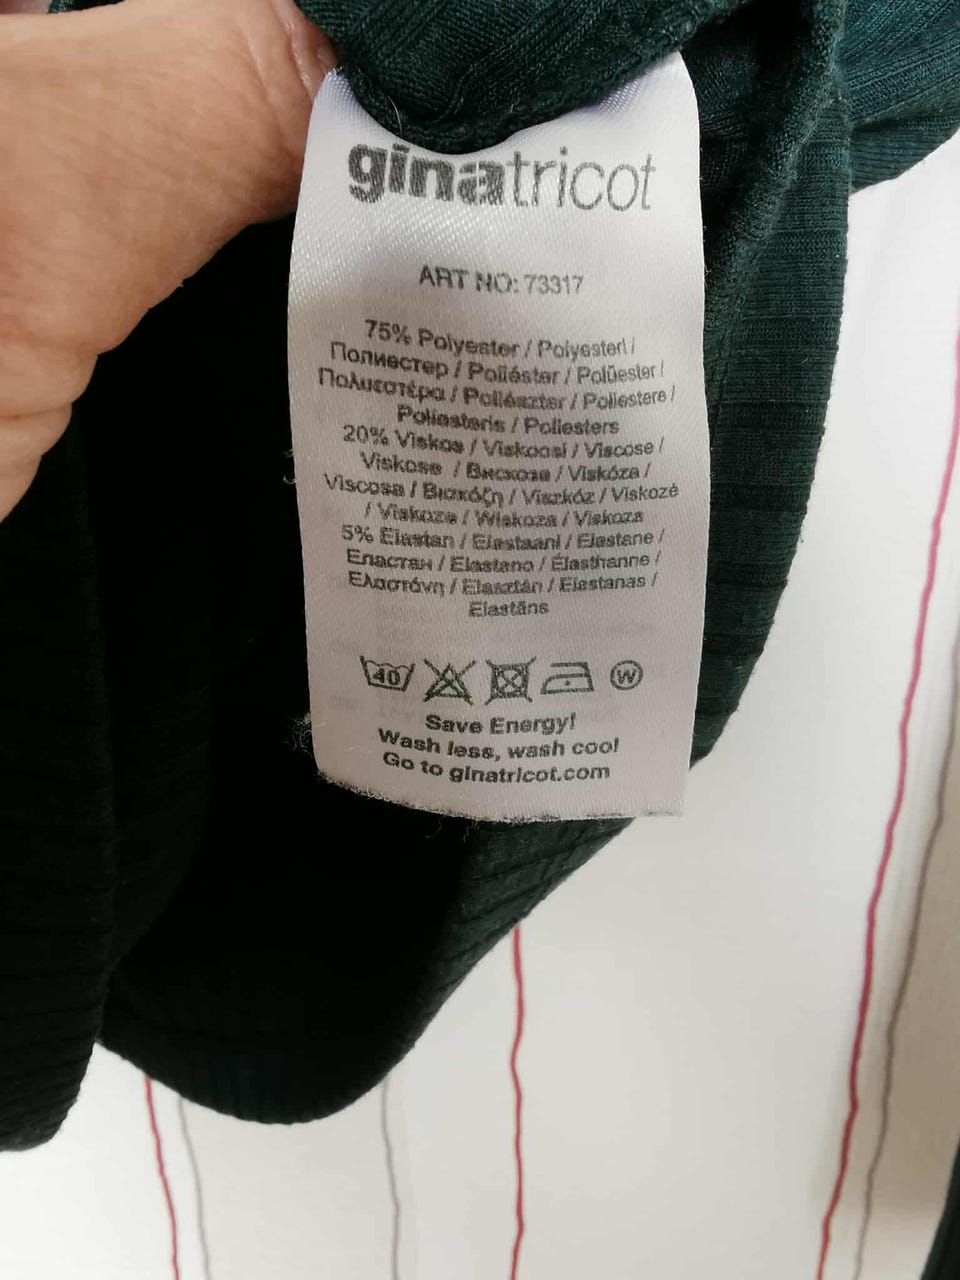 ginatricot
ART NO: 73317
75% Polyester / Polyesteri /
Полиестер / Poliéster / Polüester /
Πολυεστέρα / Poliészter / Poliestere /
Poliesteris / Poliesters
20% Viskos / Viskoosi / Viscose /
Viskose / Вискоза / Viskóza /
Viscosa / Βισκόζη / Viszkóz / Viskozė
/ Viskoze / Wiskoza / Viskoza
5% Elastan / Elastaani / Elastane /
Еластан / Elastano / Élasthanne /
Ελαστάνη / Elasztán / Elastanas /
Elastāns
40 W
Save Energy!
Wash less, wash cool
Go to ginatricot.com